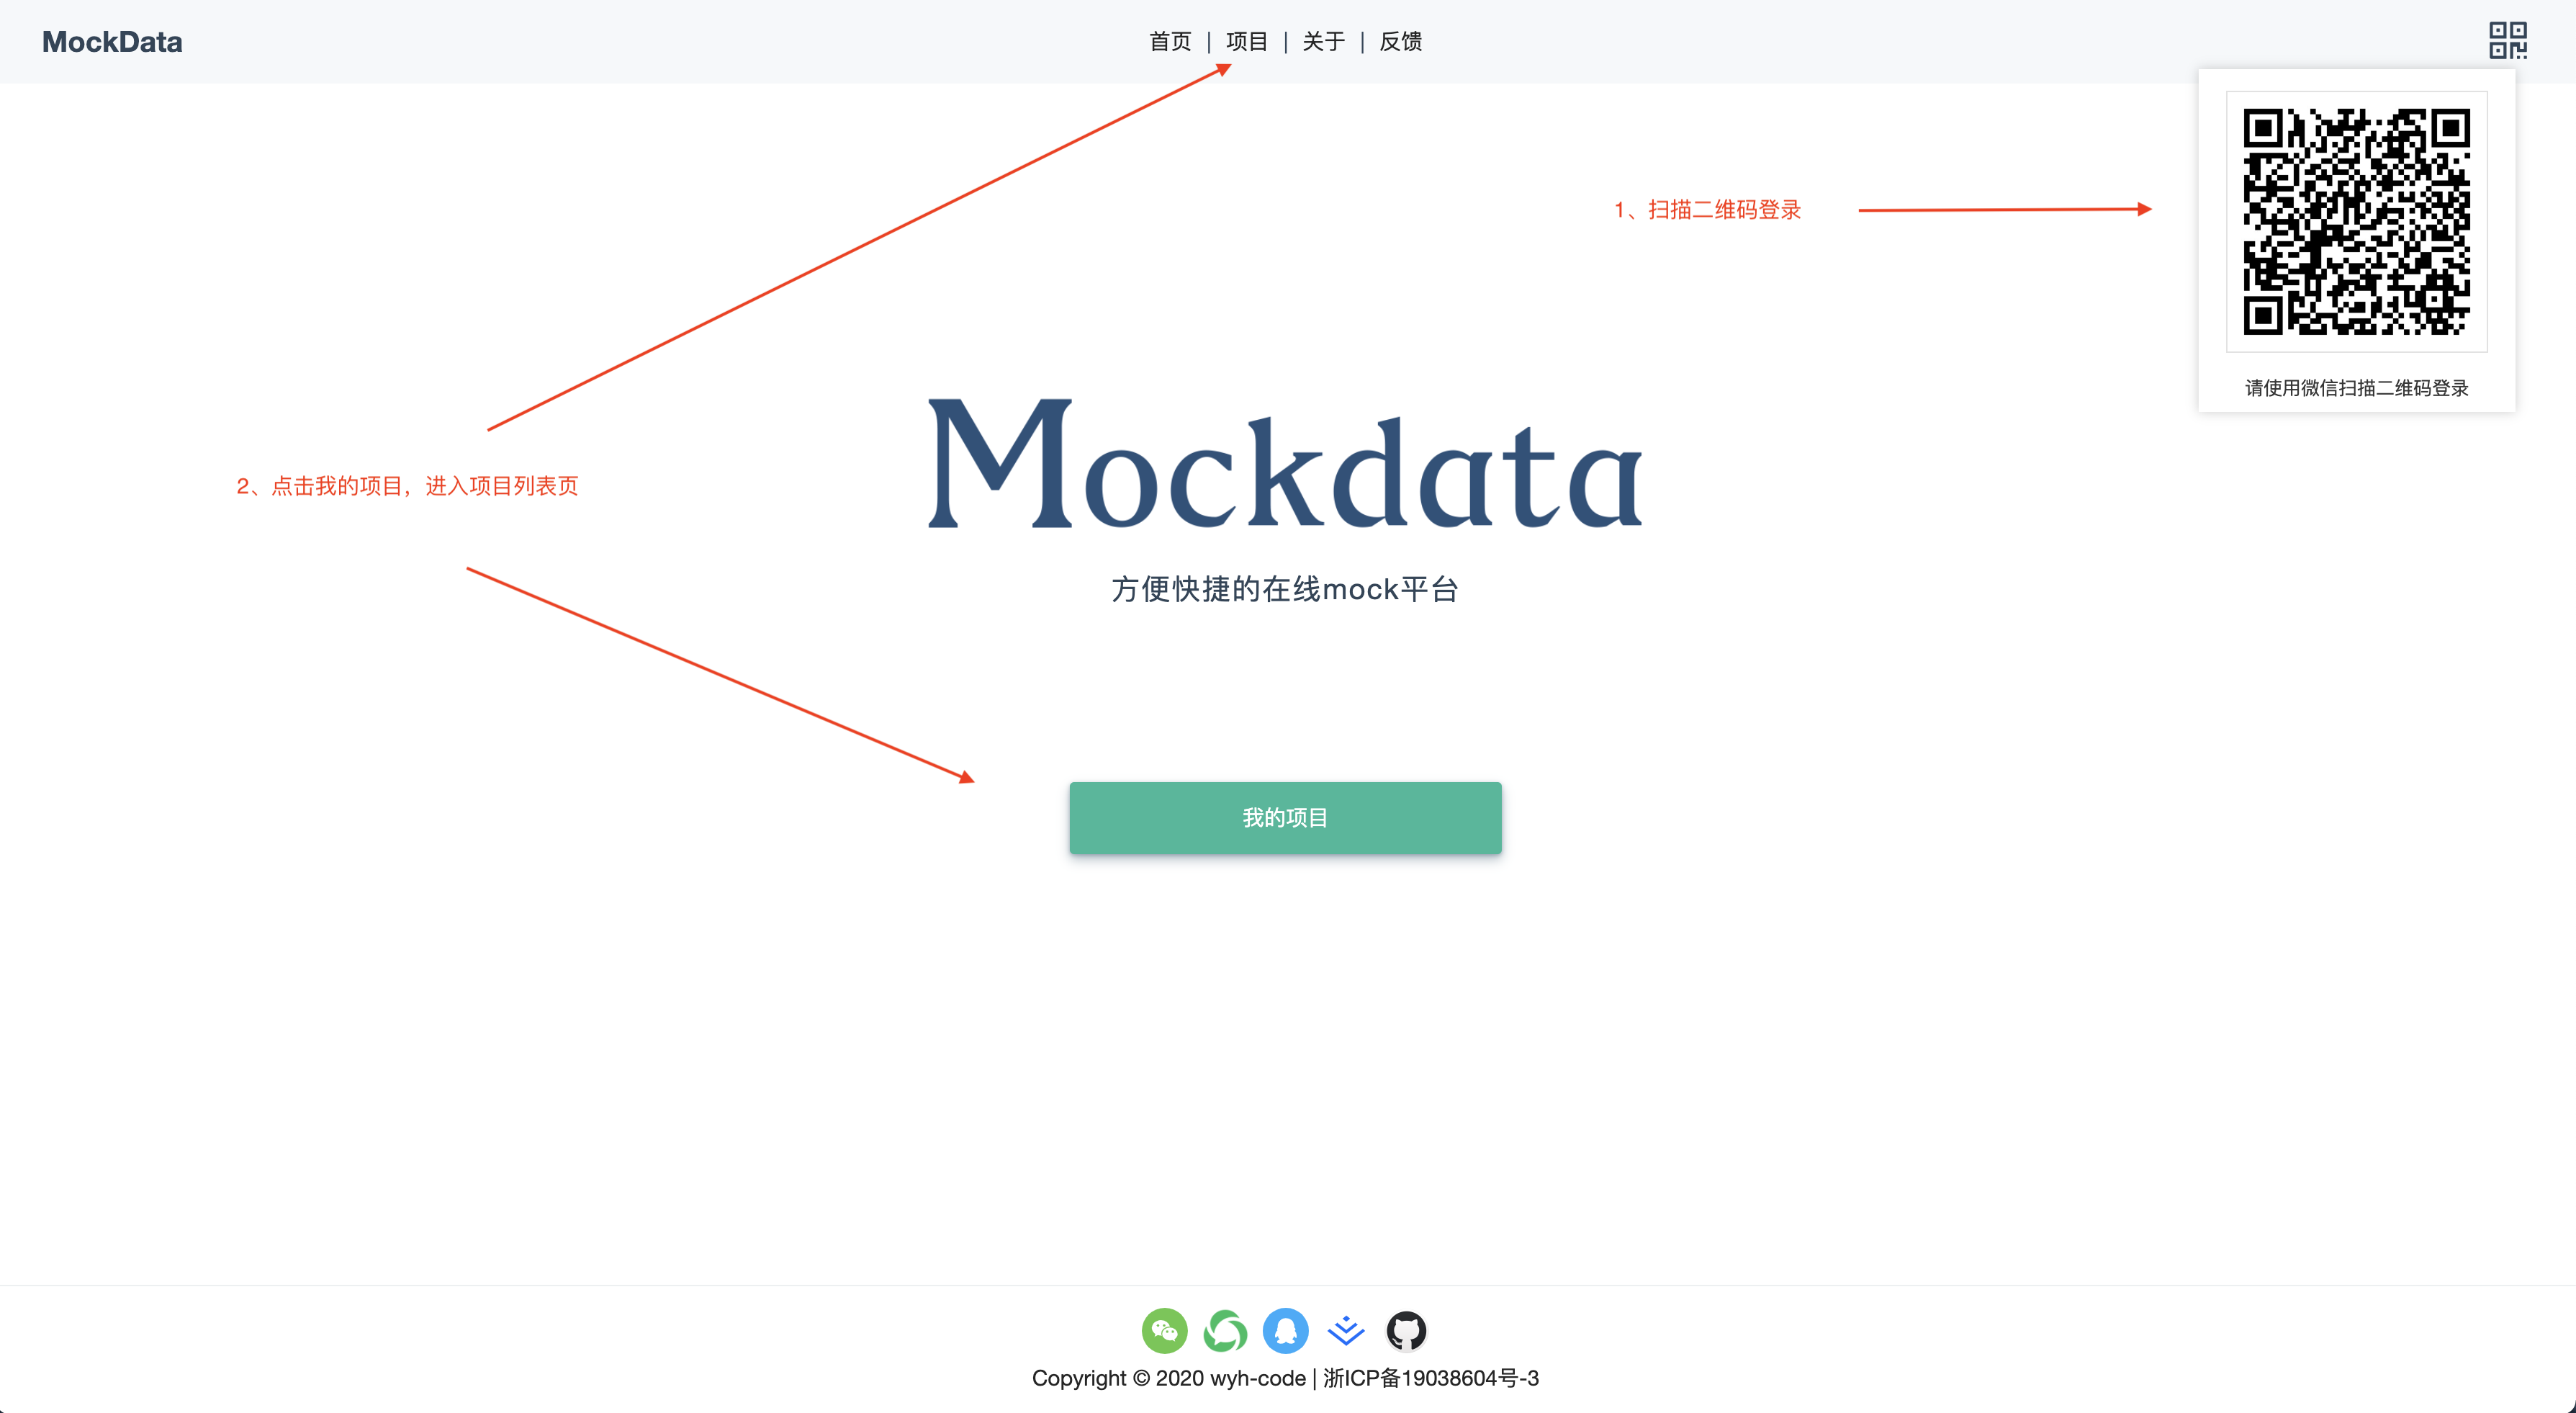 MockData
首页 | 项目 | 关于 | 反馈
1、扫描二维码登录
请使用微信扫描二维码登录
Mockdata
2、点击我的项目，进入项目列表页
方便快捷的在线mock平台
我的项目
Copyright © 2020 wyh-code | 浙ICP备19038604号-3